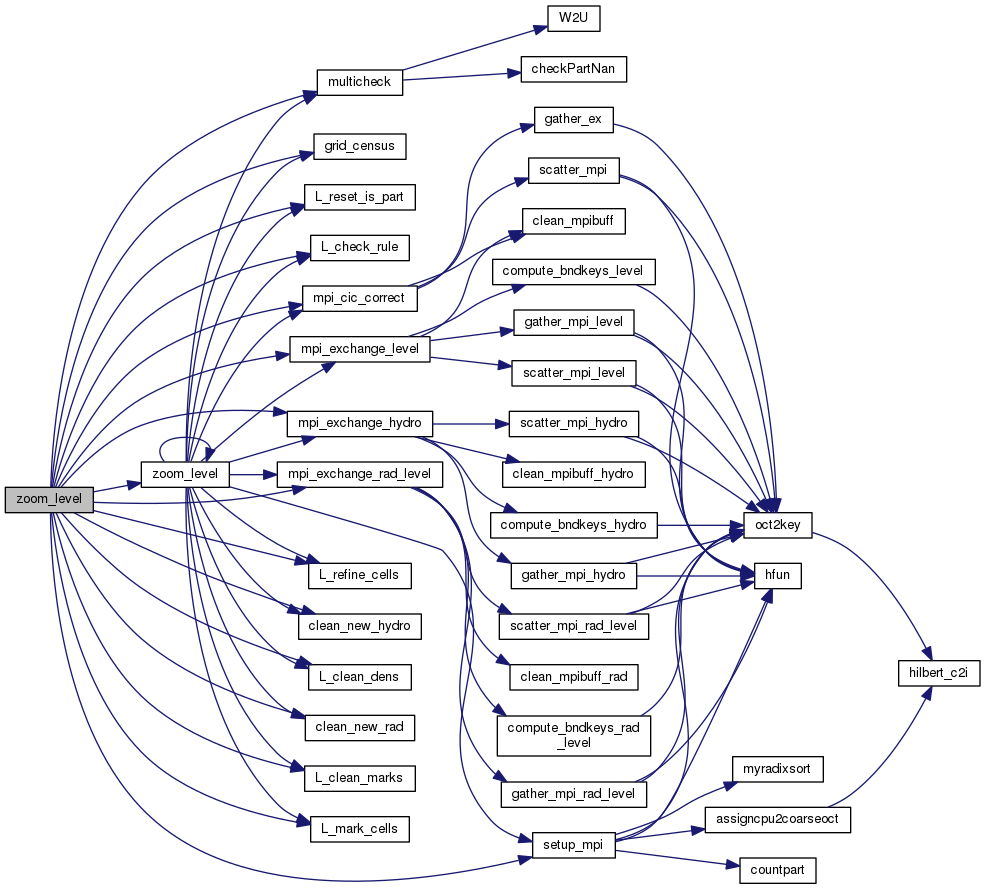 W2U
checkPartNan
multicheck
gather_ex
grid_census
scatter_mpi
L_reset_is_part
clean_mpibuff
L_check_rule
compute_bndkeys_level
mpi_cic_correct
gather_mpi_level
mpi_exchange_level
scatter_mpi_level
mpi_exchange_hydro
scatter_mpi_hydro
zoom_level
mpi_exchange_rad_level
clean_mpibuff_hydro
zoom_level
compute_bndkeys_hydro
oct2key
L_refine_cells
gather_mpi_hydro
hfun
clean_new_hydro
scatter_mpi_rad_level
L_clean_dens
clean_mpibuff_rad
hilbert_c2i
clean_new_rad
compute_bndkeys_rad
_level
L_clean_marks
gather_mpi_rad_level
myradixsort
L_mark_cells
assigncpu2coarseoct
setup_mpi
countpart